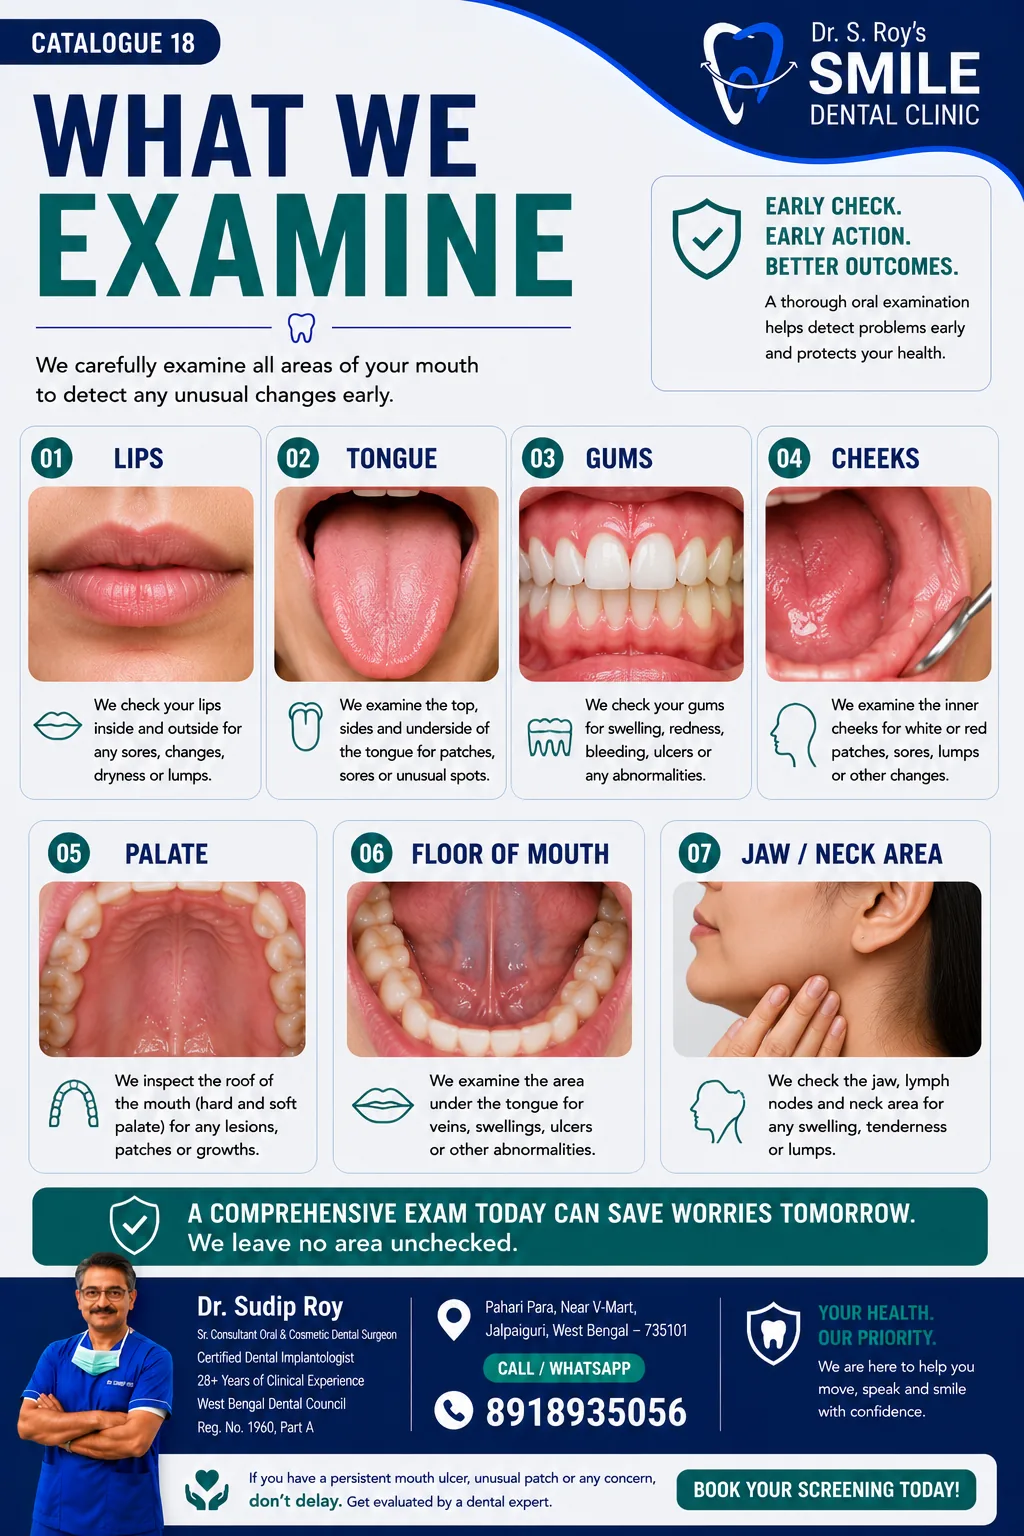 CATALOGUE 18
Dr. S. Roy's
SMILE
DENTAL CLINIC
WHAT WE
EXAMINE
We carefully examine all areas of your mouth
to detect any unusual changes early.
EARLY CHECK.
EARLY ACTION.
BETTER OUTCOMES.
A thorough oral examination
helps detect problems early
and protects your health.
01 LIPS
We check your lips
inside and outside for
any sores, changes,
dryness or lumps.
02 TONGUE
We examine the top,
sides and underside of
the tongue for patches,
sores or unusual spots.
03 GUMS
We check your gums
for swelling, redness,
bleeding, ulcers or
any abnormalities.
04 CHEEKS
We examine the inner
cheeks for white or red
patches, sores, lumps
or other changes.
05 PALATE
We inspect the roof of
the mouth (hard and soft
palate) for any lesions,
patches or growths.
06 FLOOR OF MOUTH
We examine the area
under the tongue for
veins, swellings, ulcers
or other abnormalities.
07 JAW / NECK AREA
We check the jaw, lymph
nodes and neck area for
any swelling, tenderness
or lumps.
A COMPREHENSIVE EXAM TODAY CAN SAVE WORRIES TOMORROW.
We leave no area unchecked.
Dr. Sudip Roy
Sr. Consultant Oral & Cosmetic Dental Surgeon
Certified Dental Implantologist
28+ Years of Clinical Experience
West Bengal Dental Council
Reg. No. 1960, Part A
Pahari Para, Near V-Mart,
Jalpaiguri, West Bengal – 735101
CALL / WHATSAPP
8918935056
YOUR HEALTH.
OUR PRIORITY.
We are here to help you
move, speak and smile
with confidence.
If you have a persistent mouth ulcer, unusual patch or any concern,
don't delay. Get evaluated by a dental expert.
BOOK YOUR SCREENING TODAY!